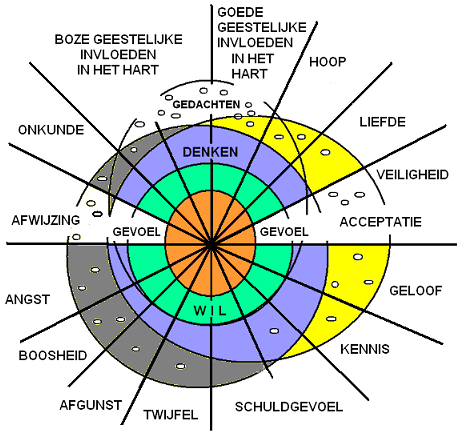 BOZE GEESTELIJKE
INVLOEDEN
IN HET HART
GOEDE
GEESTELIJKE
INVLOEDEN
IN HET
HART
HOOP
GEDACHTEN
ONKUNDE
LIEFDE
DENKEN
VEILIGHEID
AFWIJZING
GEVOEL
GEVOEL
ACCEPTATIE
ANGST
GELOOF
WIL
BOOSHEID
KENNIS
AFGUNST
TWIJFEL
SCHULDGEVOEL